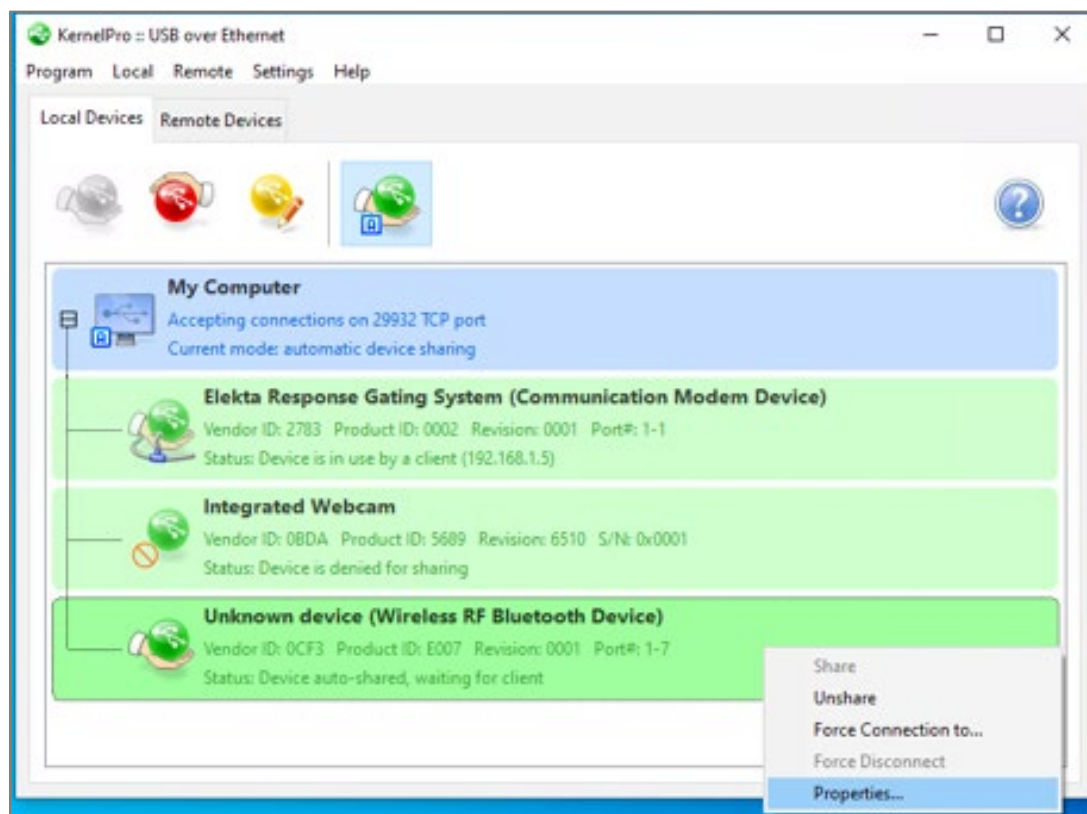 KernelPro :: USB over Ethernet
Program Local Remote Settings Help
Local Devices Remote Devices
A
?
My Computer
A
Accepting connections on 29932 TCP port
Current mode: automatic device sharing
Elekta Response Gating System (Communication Modem Device)
Vendor ID: 2783 Product ID: 0002 Revision: 0001 Port#: 1-1
Status: Device is in use by a client (192.168.1.5)
Integrated Webcam
Vendor ID: 0BDA Product ID: 5689 Revision: 6510 S/N: 0x0001
Status: Device is denied for sharing
Unknown device (Wireless RF Bluetooth Device)
Vendor ID: 0CF3 Product ID: E007 Revision: 0001 Port#: 1-7
Status: Device auto-shared, waiting for client
Share
Unshare
Force Connection to...
Force Disconnect
Properties...